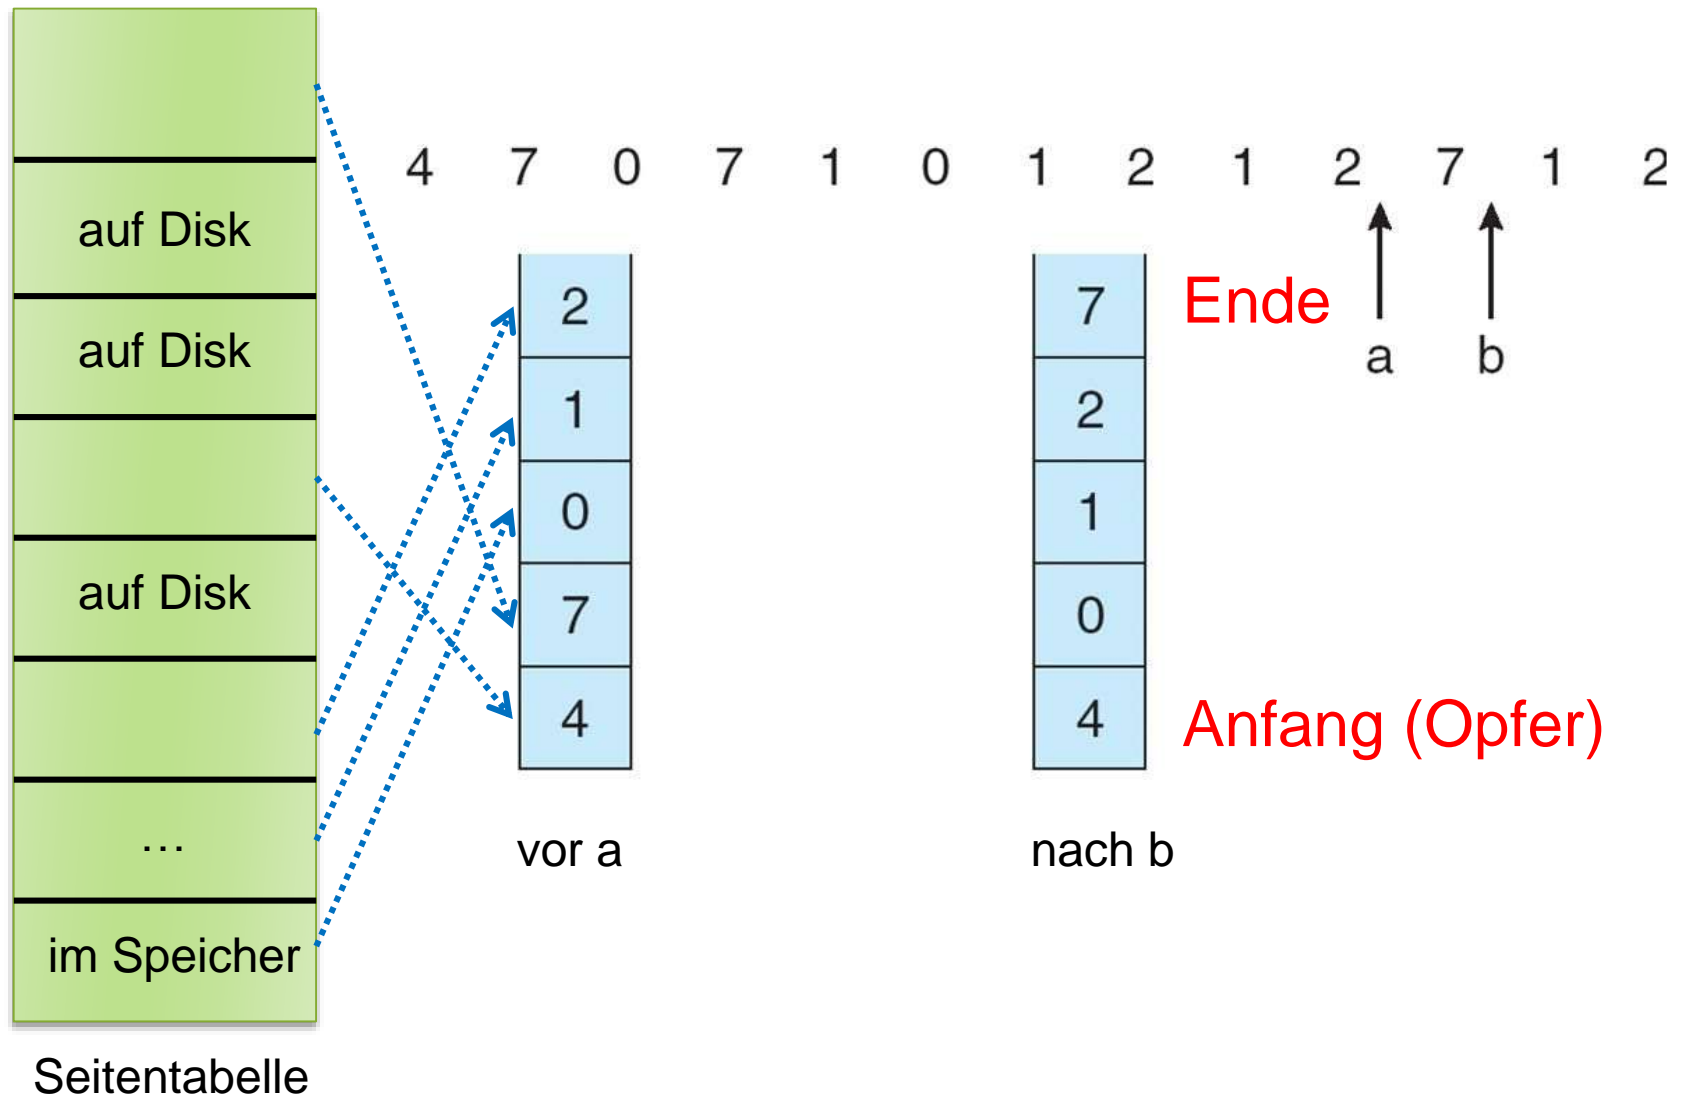 4 7 0 7 1 0 1 2 1 2 7 1 2
auf Disk
auf Disk
auf Disk
…
im Speicher
Seitentabelle
2
1
0
7
4
vor a
7
2
1
0
4
nach b
Ende
Anfang (Opfer)
a
b